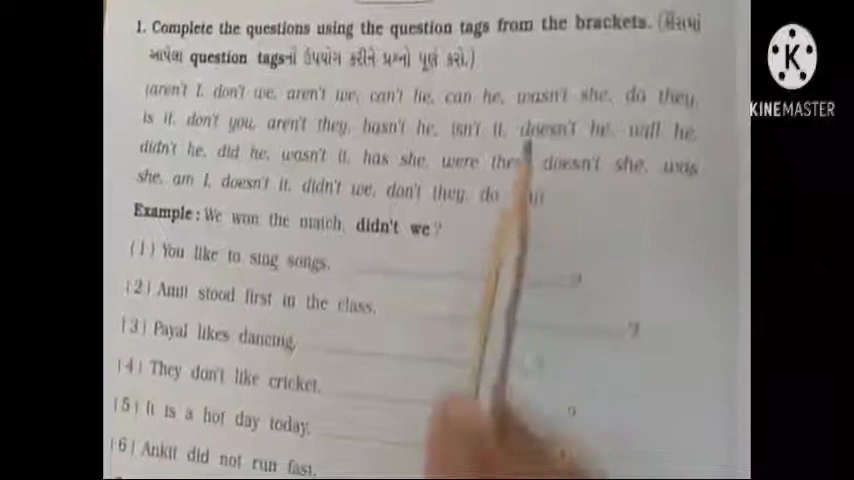 1. Complete the questions using the question tags from the brackets. (કૌંસમાં
આપેલા question tagsનો ઉપયોગ કરીને પ્રશ્નો પૂર્ણ કરો.)
(aren't I, don't we, aren't we, can't he, can he, wasn't she, do they,
is it, don't you, aren't they, hasn't he, isn't it, doesn't he, will he,
didn't he, did he, wasn't it, has she, were they, doesn't she, was
she, am I, doesn't it, didn't we, don't they, do
Example: We won the match, didn't we?
(1) You like to sing songs, ?
(2) Amit stood first in the class, ?
(3) Payal likes dancing,
(4) They don't like cricket, ?
(5) It is a hot day today,
(6) Ankit did not run fast,
K
KINEMASTER